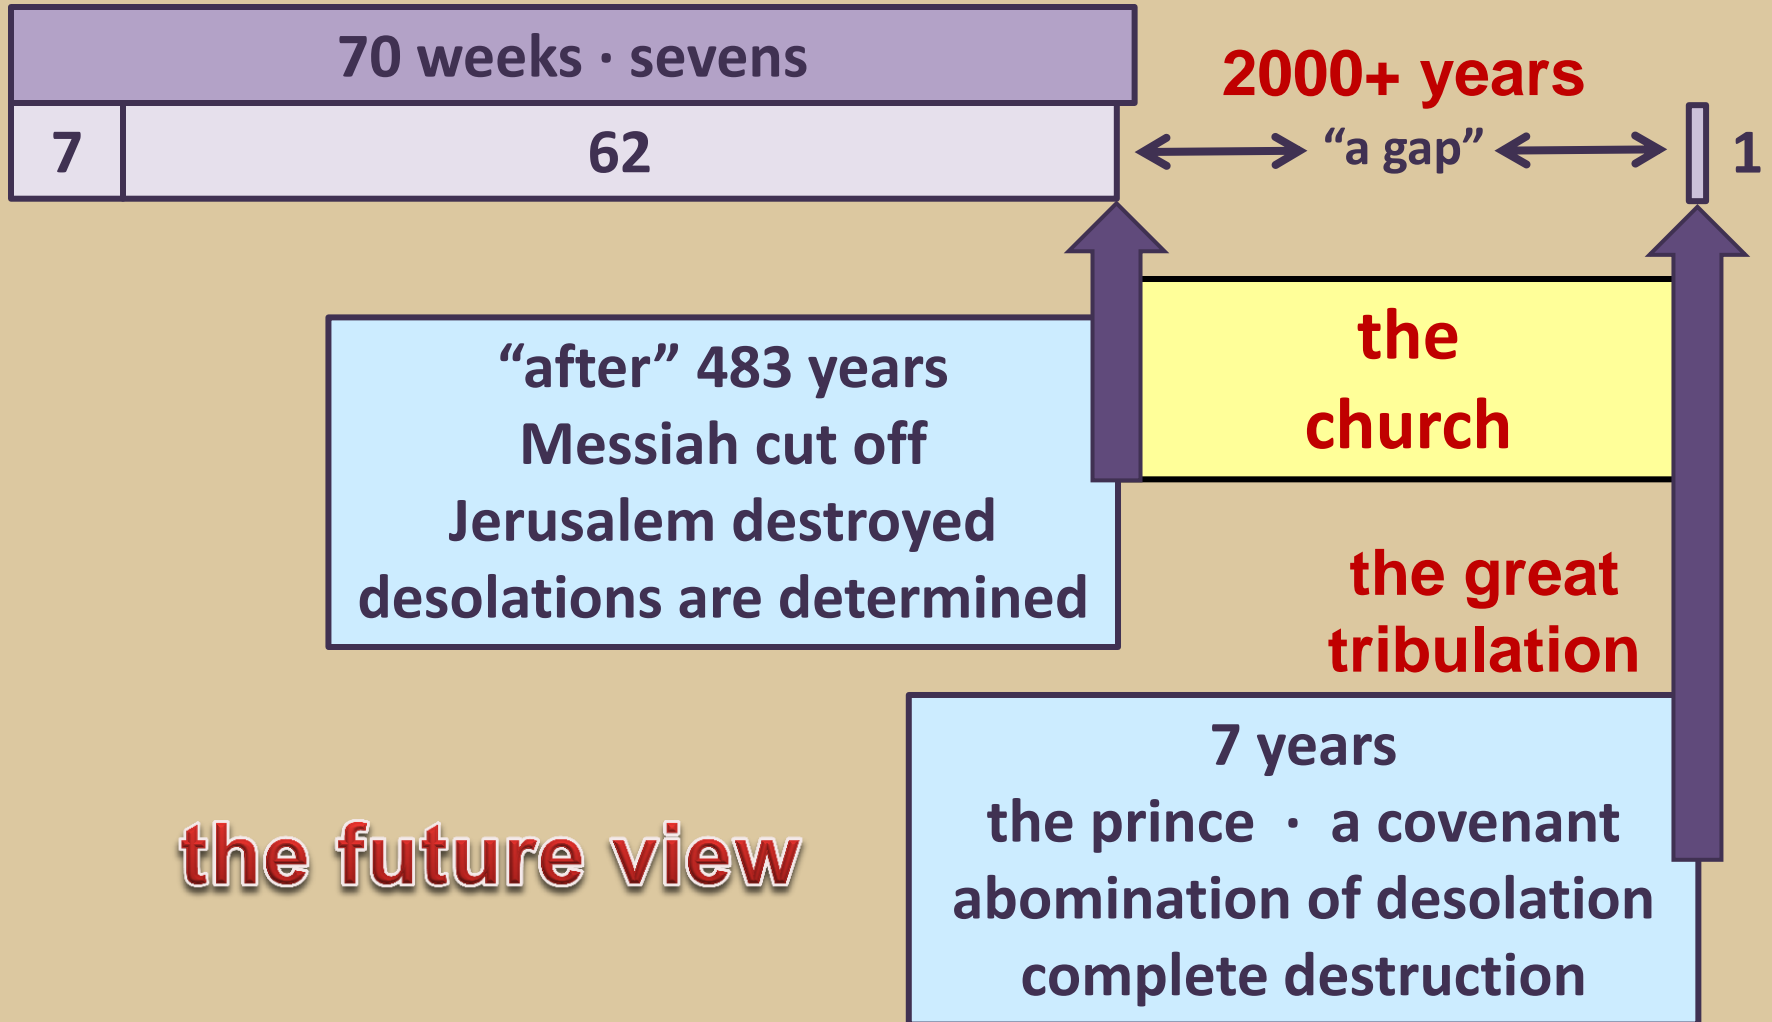 70 weeks · sevens
2000+ years
7
62
“a gap”
1
“after” 483 years
Messiah cut off
Jerusalem destroyed
desolations are determined
the
church
the great
tribulation
7 years
the prince · a covenant
abomination of desolation
complete destruction
the future view